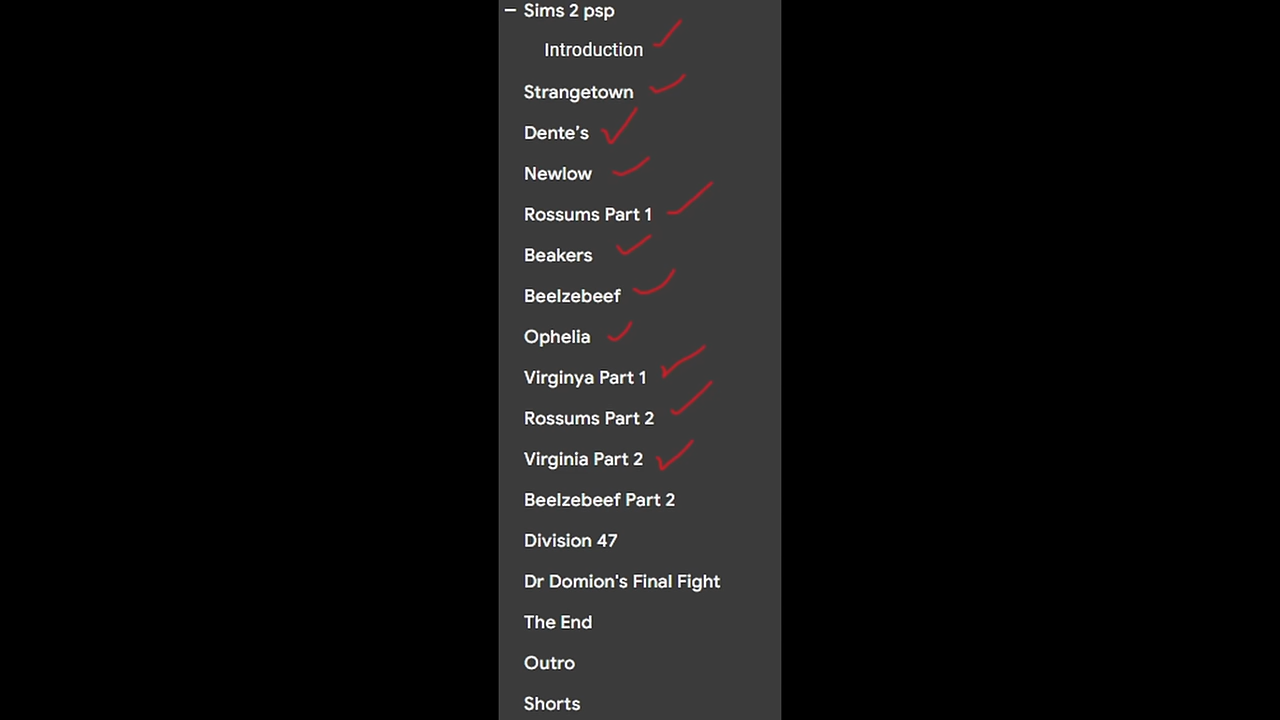 – Sims 2 psp
Introduction
Strangetown
Dente's
Newlow
Rossums Part 1
Beakers
Beelzebeef
Ophelia
Virginya Part 1
Rossums Part 2
Virginia Part 2
Beelzebeef Part 2
Division 47
Dr Domion's Final Fight
The End
Outro
Shorts